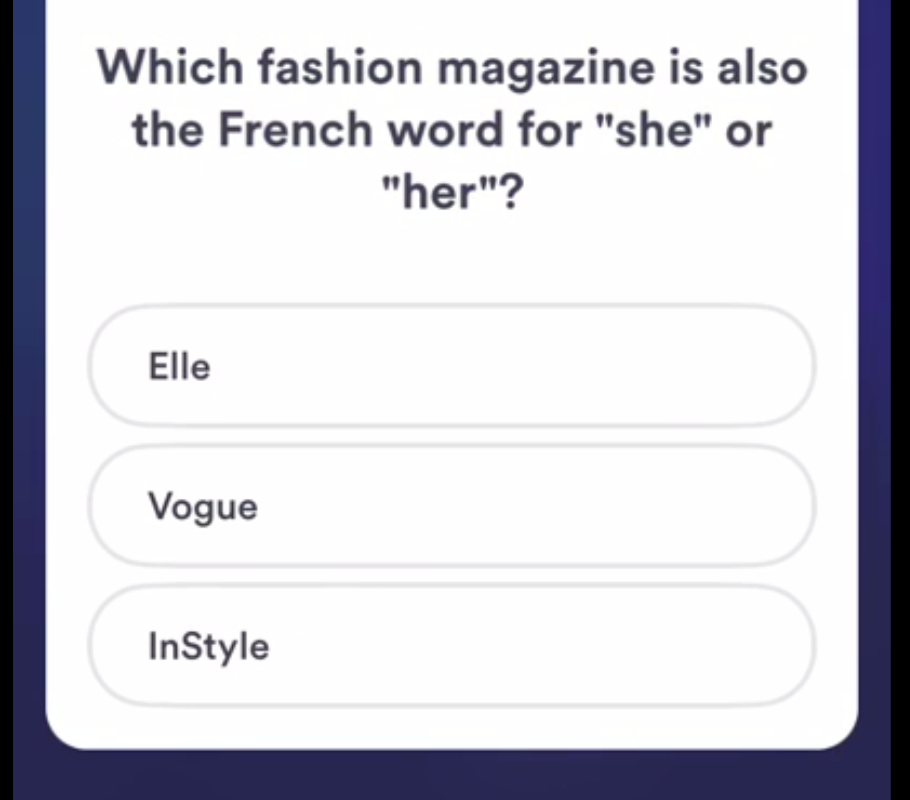 Which fashion magazine is also
the French word for "she" or
"her"?
Elle
Vogue
InStyle